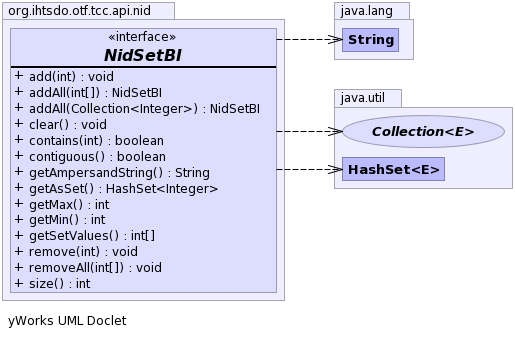 org.ihtsdo.otf.tcc.api.nid
«interface»
NidSetBI
+ add(int) : void
+ addAll(int[]) : NidSetBI
+ addAll(Collection<Integer>) : NidSetBI
+ clear() : void
+ contains(int) : boolean
+ contiguous() : boolean
+ getAmpersandString() : String
+ getAsSet() : HashSet<Integer>
+ getMax() : int
+ getMin() : int
+ getSetValues() : int[]
+ remove(int) : void
+ removeAll(int[]) : void
+ size() : int
java.lang
String
java.util
Collection<E>
HashSet<E>
yWorks UML Doclet